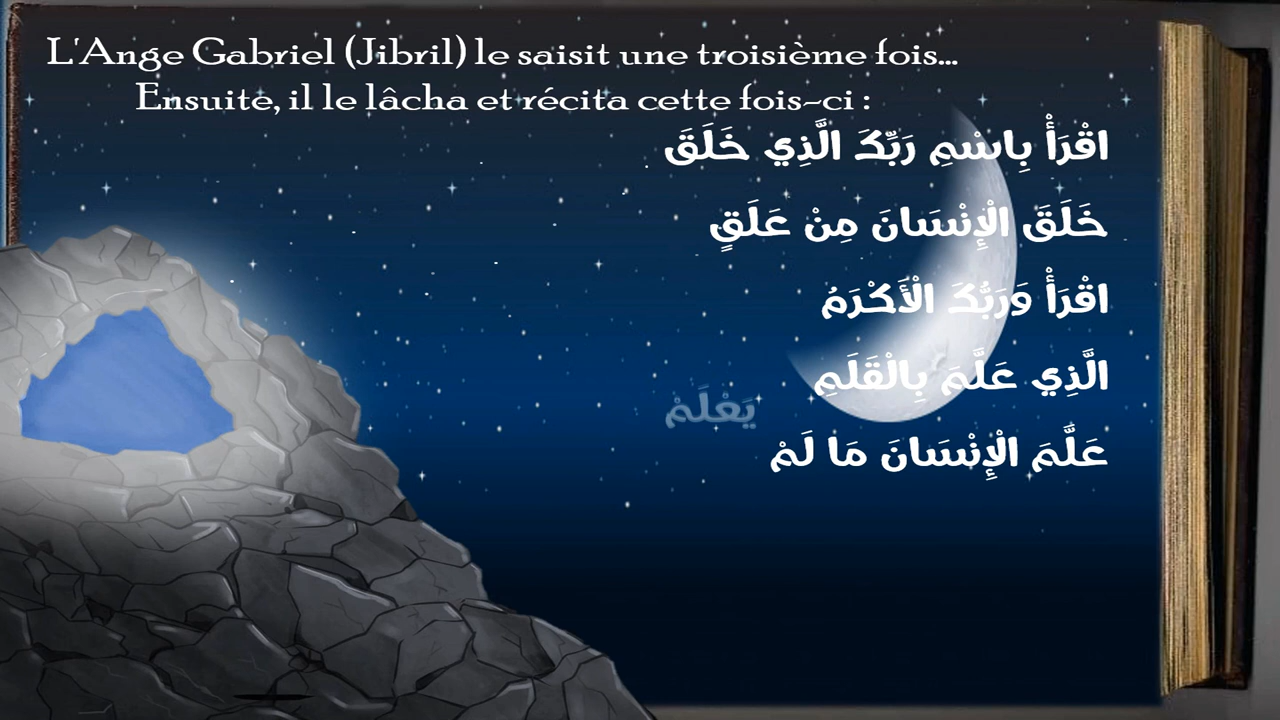 L'Ange Gabriel (Jibril) le saisit une troisième fois...
Ensuite, il le lâcha et récita cette fois-ci :
اقْرَأْ بِاسْمِ رَبِّكَ الَّذِي خَلَقَ
خَلَقَ الْإِنْسَانَ مِنْ عَلَقٍ
اقْرَأْ وَرَبُّكَ الْأَكْرَمُ
الَّذِي عَلَّمَ بِالْقَلَمِ
يَعْلَمْ
عَلَّمَ الْإِنْسَانَ مَا لَمْ